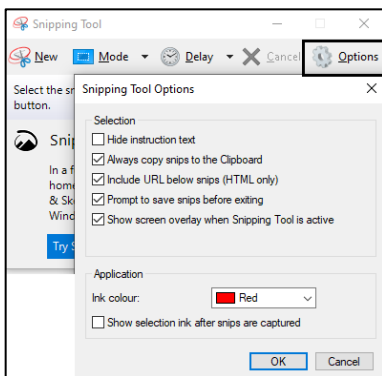 Snipping Tool
New Mode Delay Cancel Options
Select the
button.
Snipping Tool Options
Selection
Hide instruction text
Always copy snips to the Clipboard
Include URL below snips (HTML only)
Prompt to save snips before exiting
Show screen overlay when Snipping Tool is active
In a
& Sk
Wind
Try S
Application
Ink colour: Red
Show selection ink after snips are captured
OK Cancel